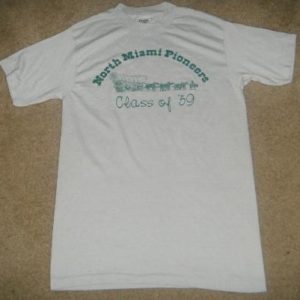 North Miami Pioneers
Class of '59